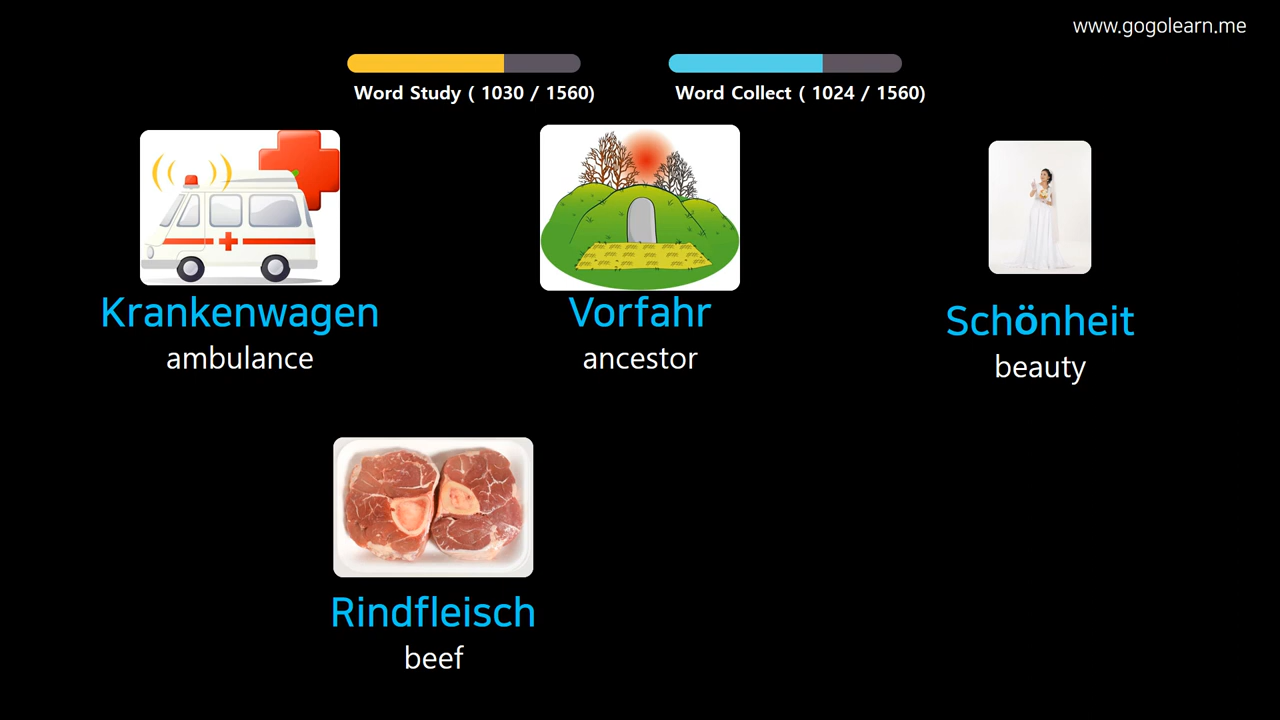 www.gogolearn.me
Word Study ( 1030 / 1560)
Word Collect ( 1024 / 1560)
Krankenwagen
ambulance
Vorfahr
ancestor
Schönheit
beauty
Rindfleisch
beef